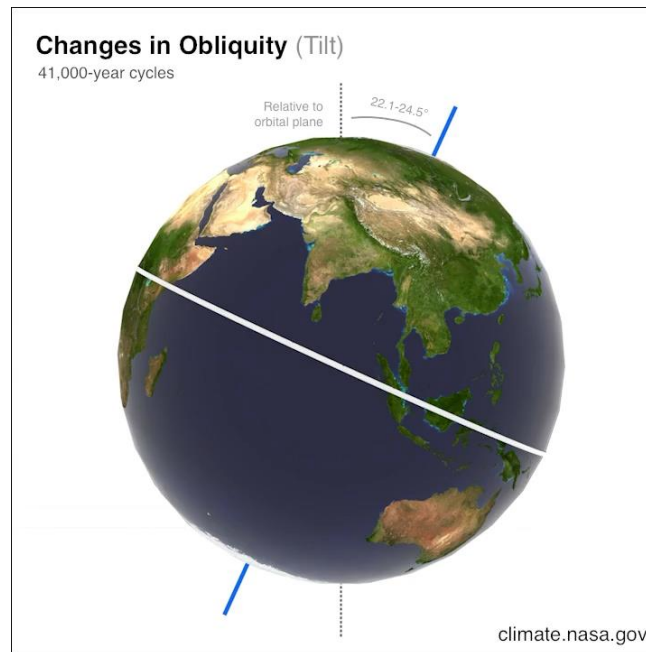 Changes in Obliquity (Tilt)
41,000-year cycles
Relative to
orbital plane
22.1-24.5°
climate.nasa.gov